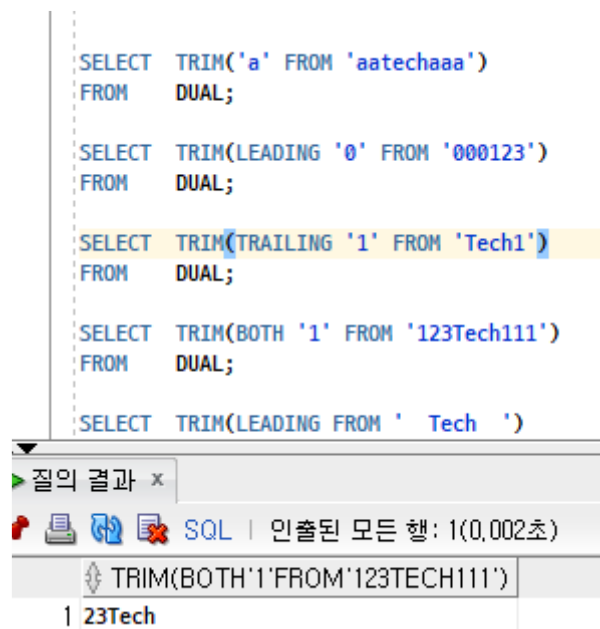 SELECT TRIM('a' FROM 'aatechaaa')
FROM DUAL;
SELECT TRIM(LEADING '0' FROM '000123')
FROM DUAL;
SELECT TRIM(TRAILING '1' FROM 'Tech1')
FROM DUAL;
SELECT TRIM(BOTH '1' FROM '123Tech111')
FROM DUAL;
SELECT TRIM(LEADING FROM '  Tech  ')
질의 결과 ×
SQL | 인출된 모든 행: 1(0,002초)
TRIM(BOTH'1'FROM'123TECH111')
1 23Tech